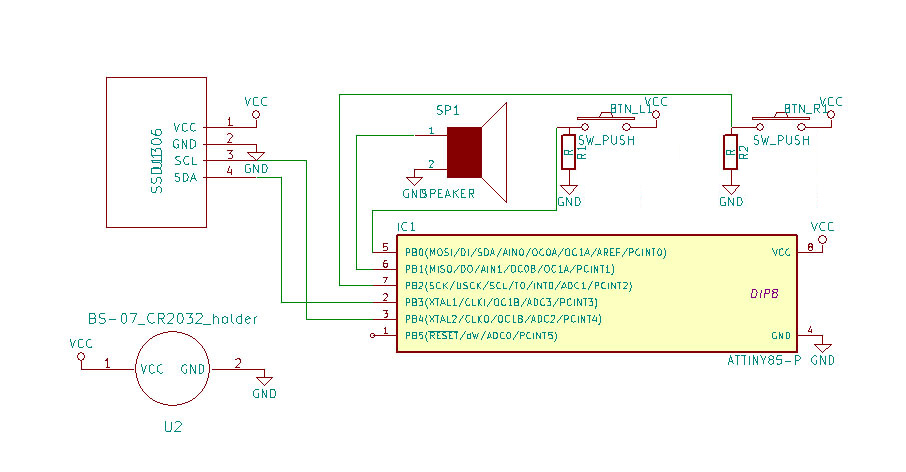 VCC
1
VCC
2
GND
3
SCL
4
SDA
GND
SSD1306
SP1
1
2
GND
SPEAKER
BTN_L1
VCC
SW_PUSH
R
R1
GND
BTN_R1
VCC
SW_PUSH
R
R2
GND
IC1
5
PB0(MOSI/DI/SDA/AIN0/OC0A/OC1A/AREF/PCINT0)
6
PB1(MISO/DO/AIN1/OC0B/OC1A/PCINT1)
7
PB2(SCK/USCK/SCL/TO/INT0/ADC1/PCINT2)
2
PB3(XTAL1/CLKI/OC1B/ADC3/PCINT3)
3
PB4(XTAL2/CLKO/OC1B/ADC2/PCINT4)
1
PB5(RESET/dW/ADC0/PCINT5)
VCC
8
VCC
DIP8
GND
4
ATTINY85-P
GND
BS-07_CR2032_holder
VCC
1
VCC
GND
2
GND
U2